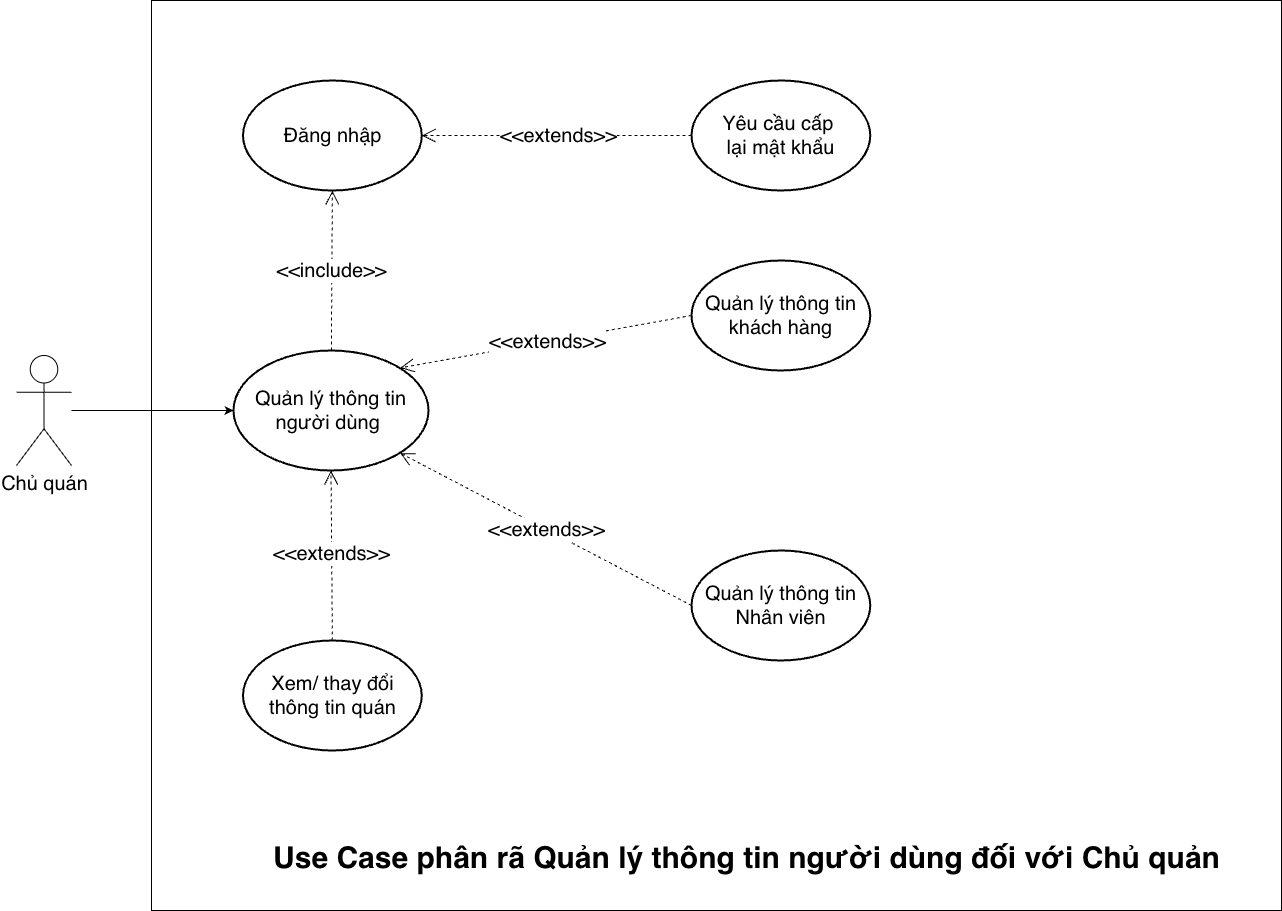 Đăng nhập
<<extends>>
Yêu cầu cấp
lại mật khẩu
<<include>>
Quản lý thông tin
khách hàng
<<extends>>
Quản lý thông tin
người dùng
Chủ quán
<<extends>>
<<extends>>
Quản lý thông tin
Nhân viên
Xem/ thay đổi
thông tin quán
Use Case phân rã Quản lý thông tin người dùng đối với Chủ quản